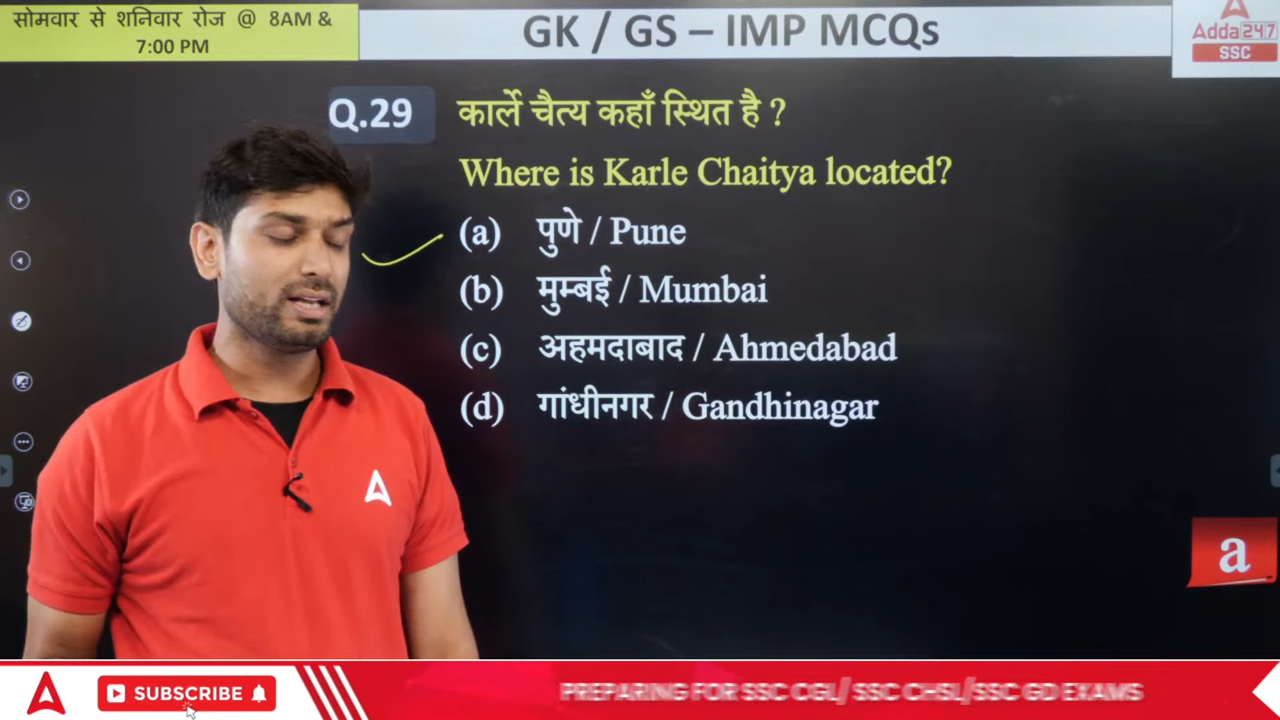 सोमवार से शनिवार रोज @ 8AM &
7:00 PM
GK / GS – IMP MCQs
Adda247
SSC
Q.29 कार्ले चैत्य कहाँ स्थित है ?
Where is Karle Chaitya located?
(a) पुणे / Pune
(b) मुम्बई / Mumbai
(c) अहमदाबाद / Ahmedabad
(d) गांधीनगर / Gandhinagar
a
SUBSCRIBE
PREPARING FOR SSC CGL/ SSC CHSL/SSC GD EXAMS